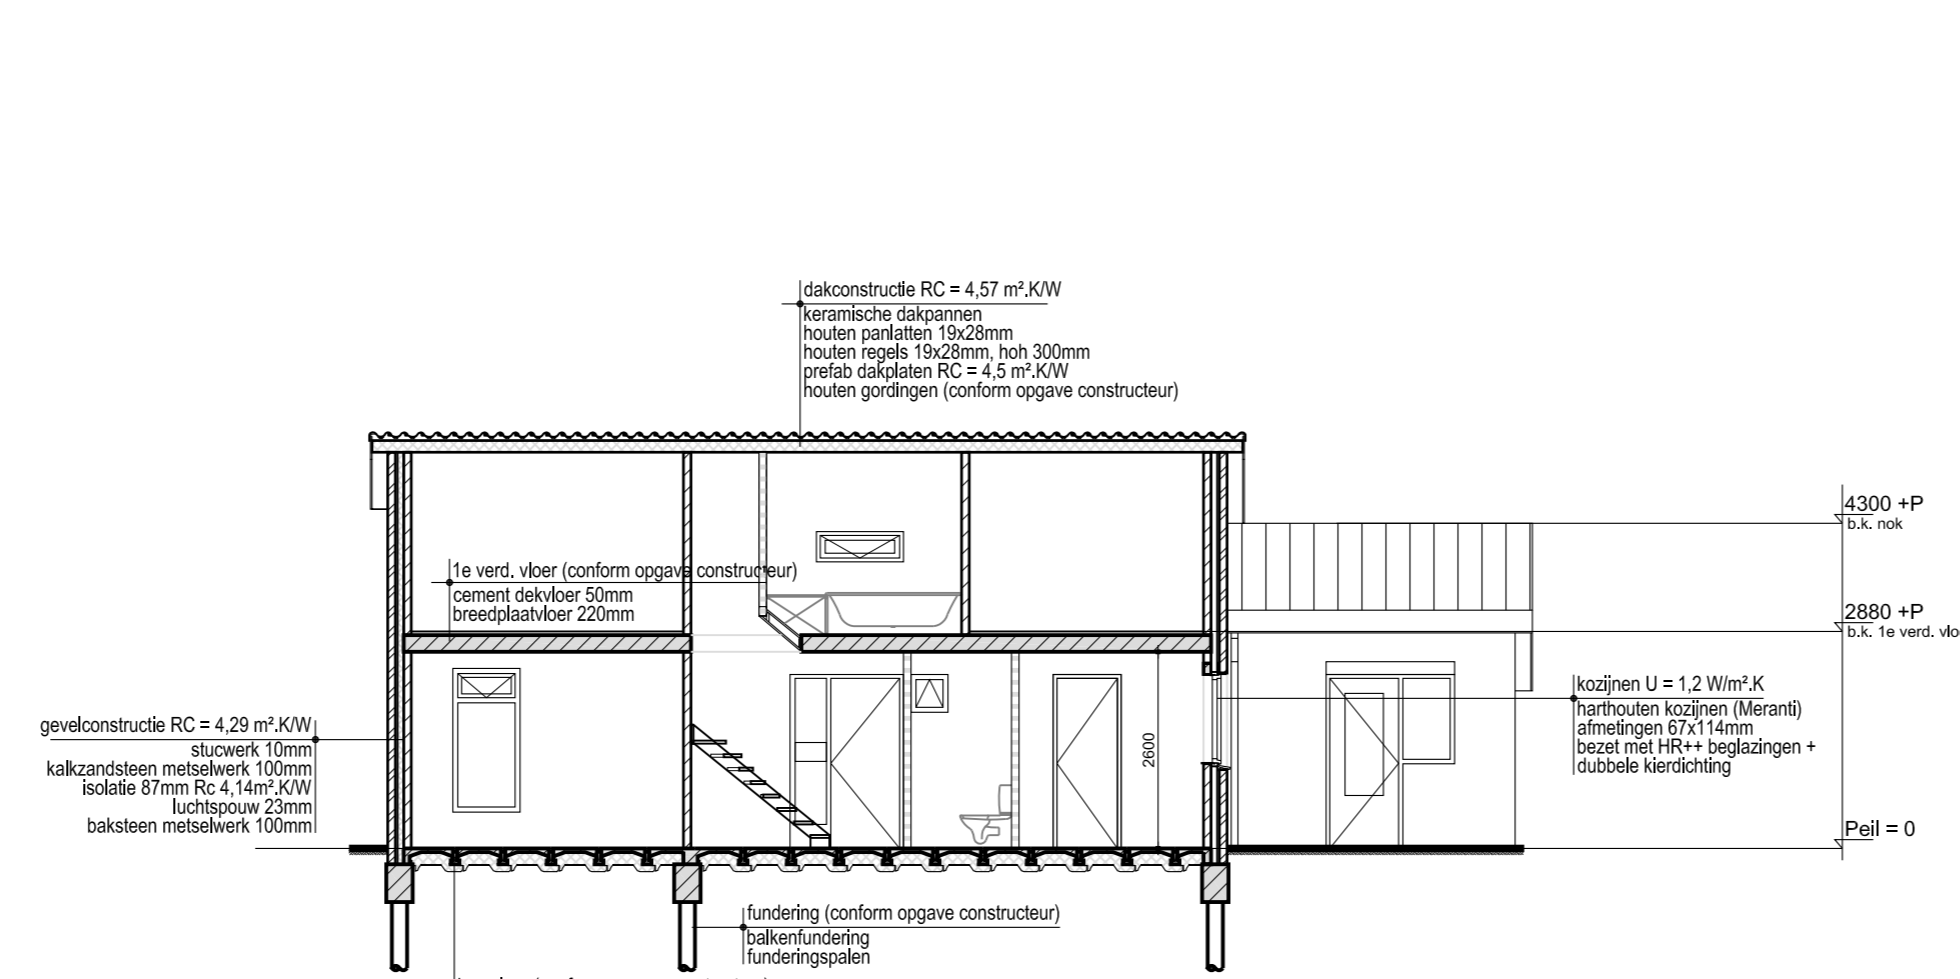 dakconstructie RC = 4,57 m².K/W
keramische dakpannen
houten panlatten 19x28mm
houten regels 19x28mm, hoh 300mm
prefab dakplaten RC = 4,5 m².K/W
houten gordingen (conform opgave constructeur)
4300 +P
b.k. nok
1e verd. vloer (conform opgave constructeur)
cement dekvloer 50mm
breedplaatvloer 220mm
2880 +P
b.k. 1e verd. vlo
kozijnen U = 1,2 W/m².K
harthouten kozijnen (Meranti)
afmetingen 67x114mm
bezet met HR++ beglazingen +
dubbele kierdichting
gevelconstructie RC = 4,29 m².K/W
stucwerk 10mm
kalkzandsteen metselwerk 100mm
isolatie 87mm Rc 4,14m².K/W
luchtspouw 23mm
baksteen metselwerk 100mm
2600
Peil = 0
fundering (conform opgave constructeur)
balkenfundering
funderingspalen